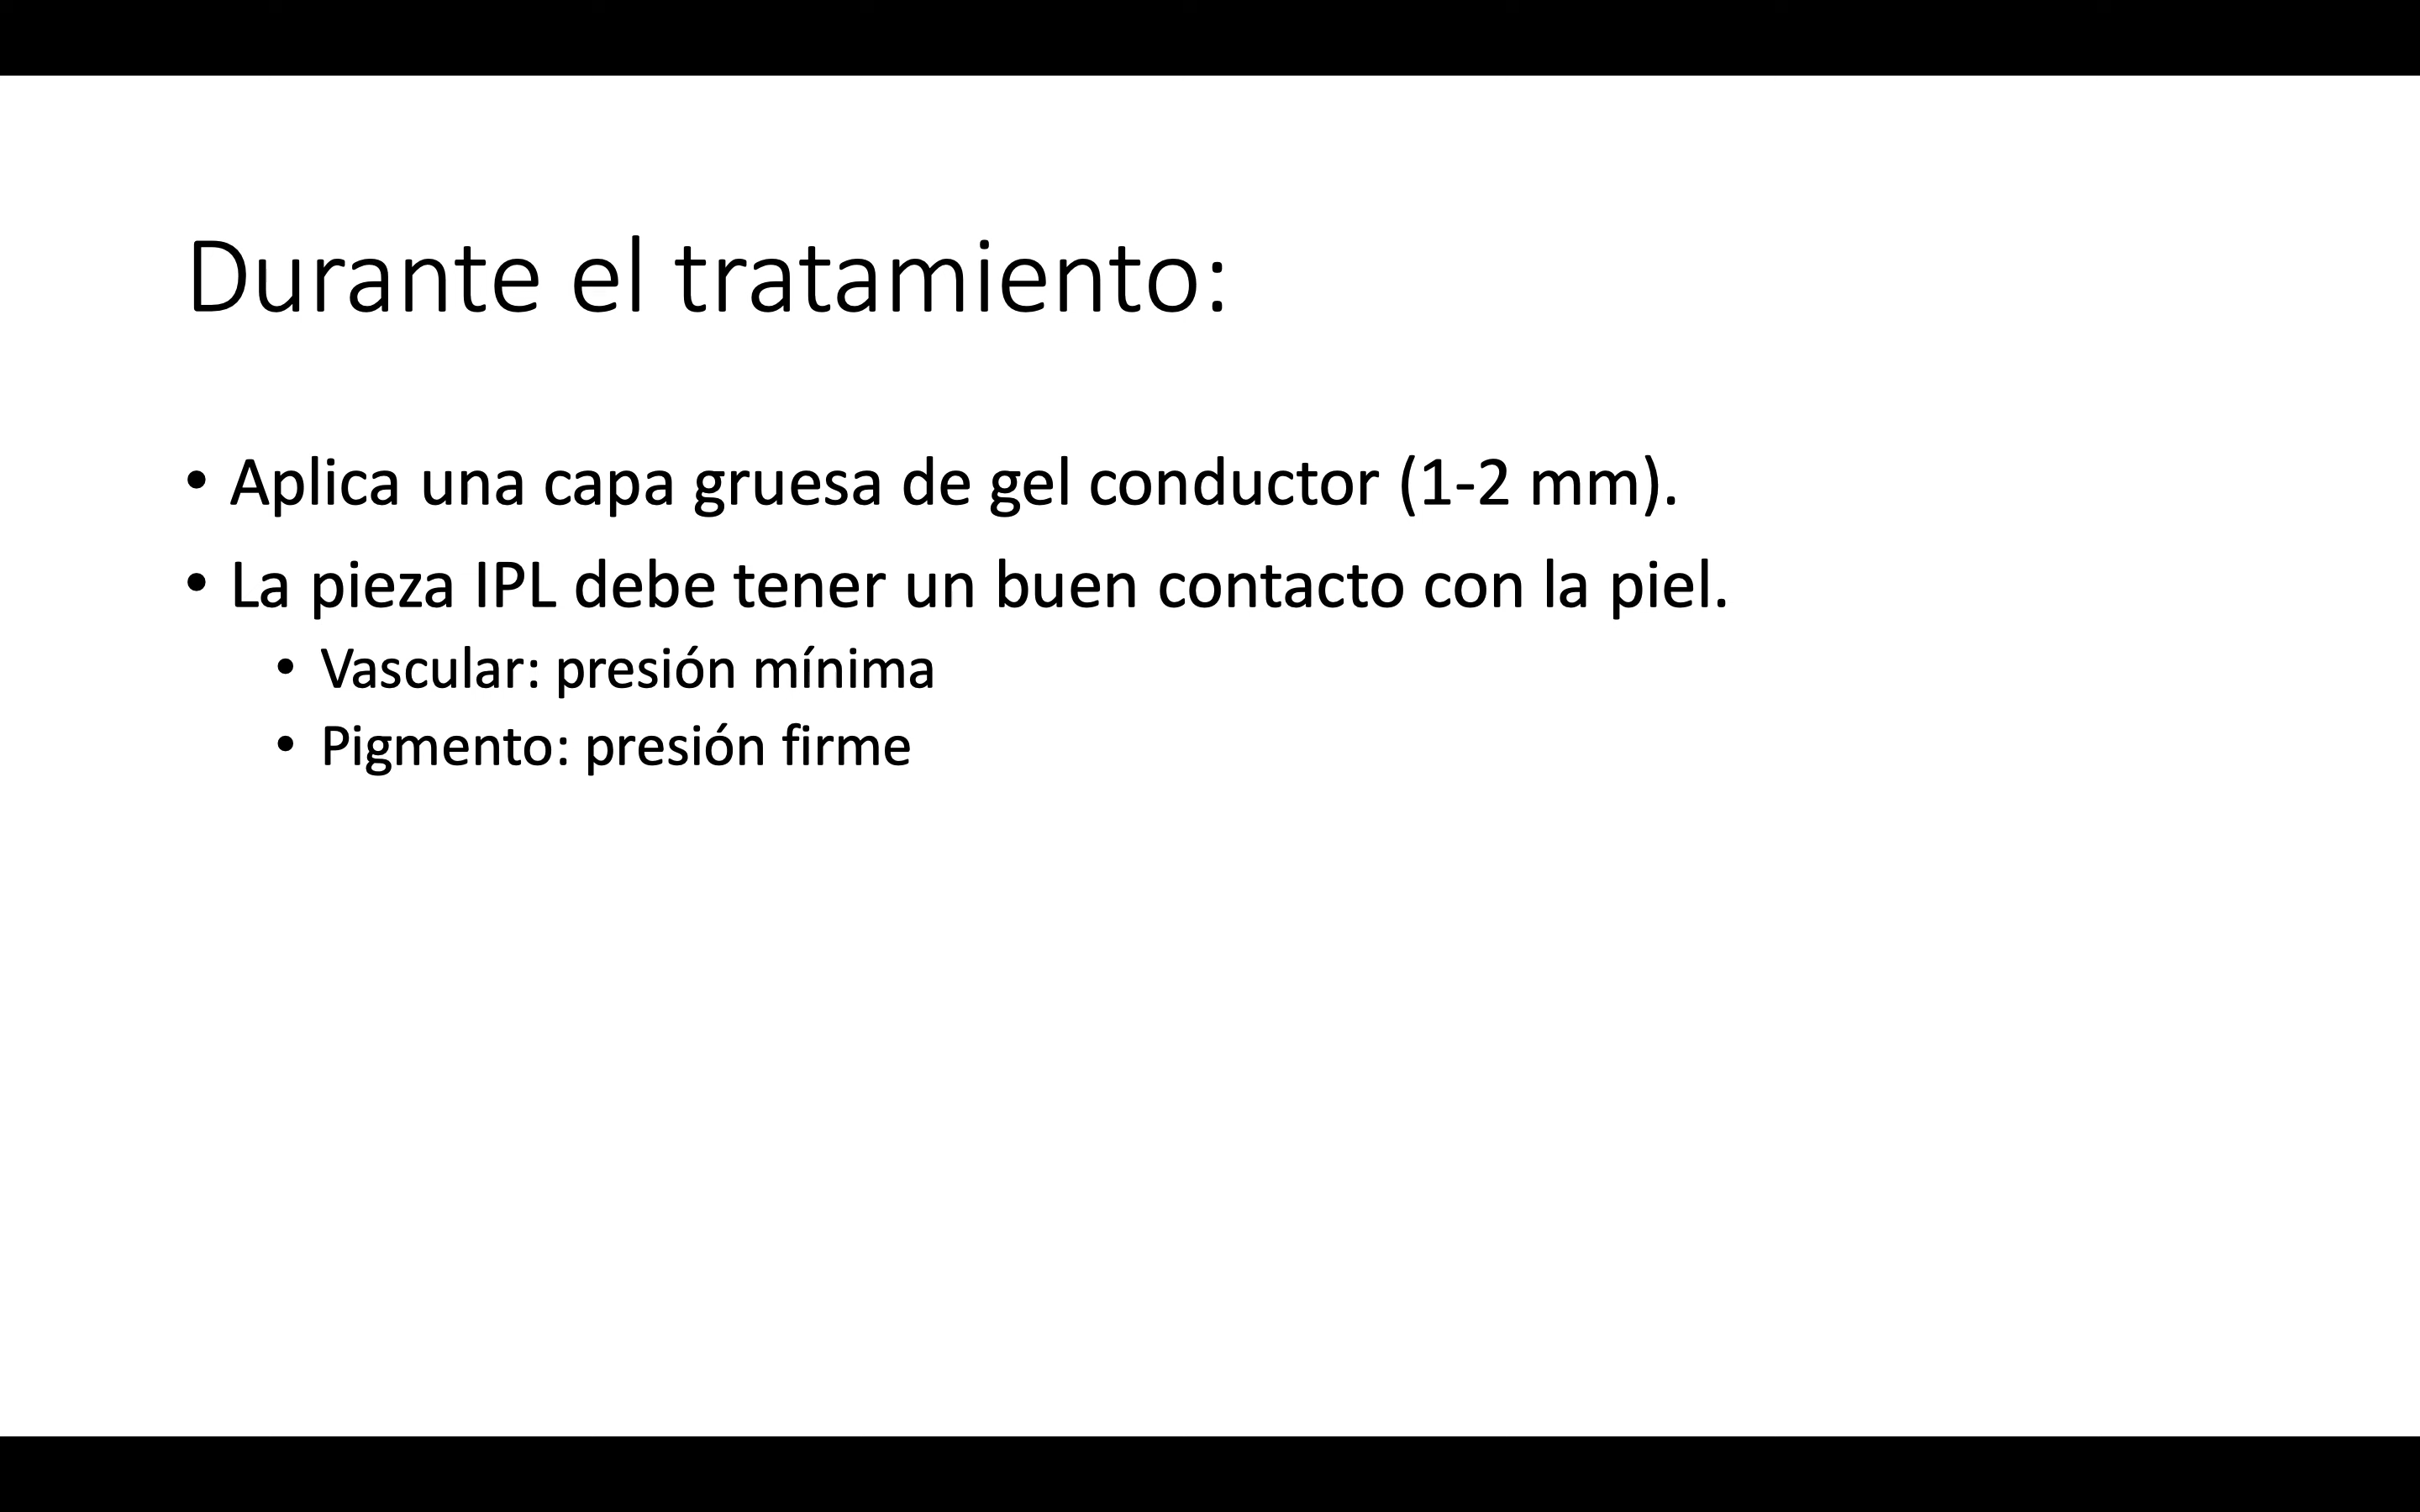 Durante el tratamiento:
• Aplica una capa gruesa de gel conductor (1-2 mm).
• La pieza IPL debe tener un buen contacto con la piel.
• Vascular: presión mínima
• Pigmento: presión firme